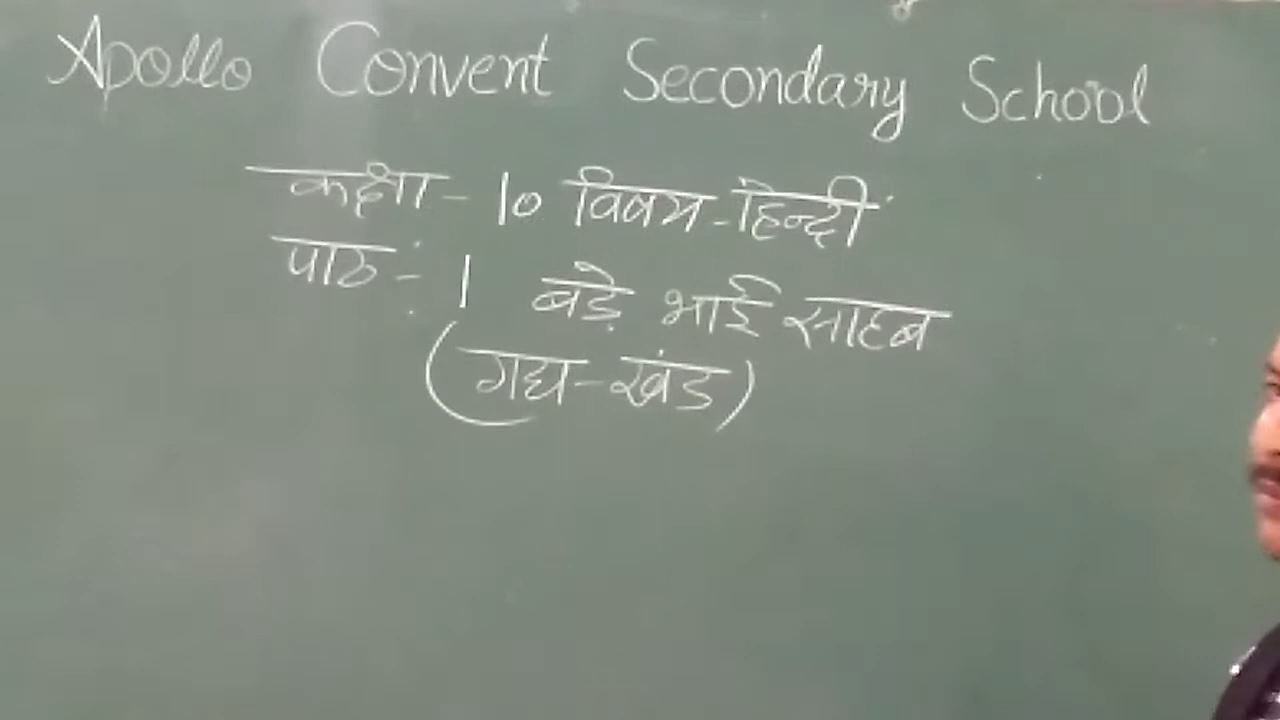 Apollo Convent Secondary School
कक्षा - 10 विषय - हिन्दी
पाठ :- 1 बड़े भाई साहब
(गद्य-खंड)